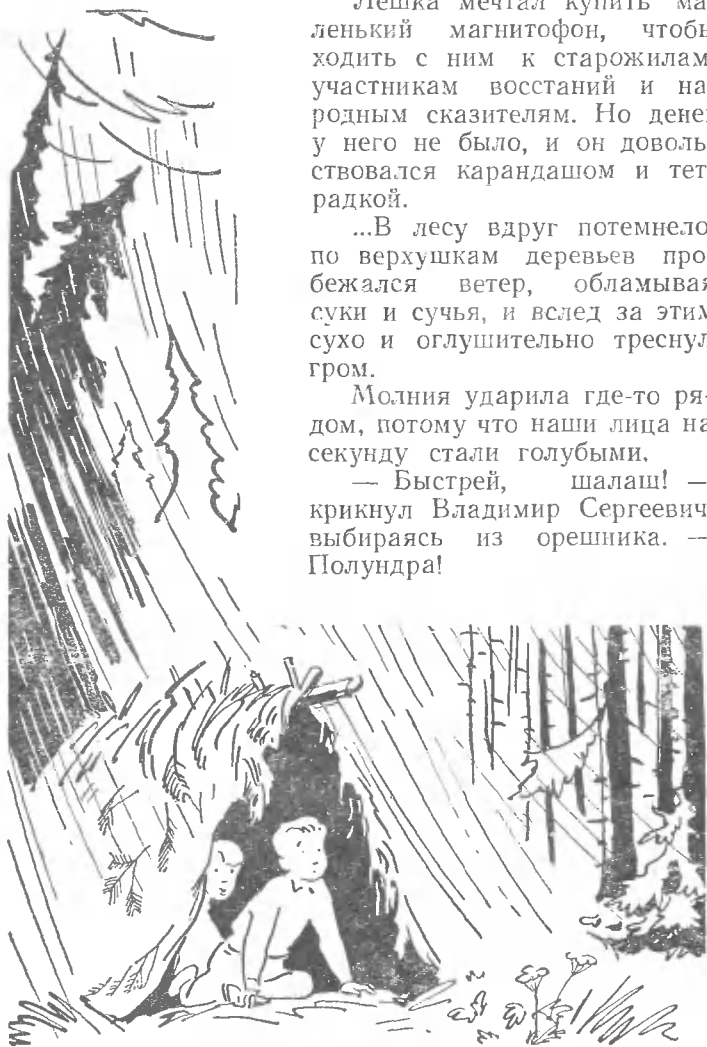 Лешка мечтал купить ма-
ленький магнитофон, чтобы
ходить с ним к старожилам
участникам восстаний и на-
родным сказителям. Но денег
у него не было, и он доволь-
ствовался карандашом и тет-
радкой.
...В лесу вдруг потемнело,
по верхушкам деревьев про-
бежался ветер, обламывая
суки и сучья, и вслед за этим
сухо и оглушительно треснул
гром.
Молния ударила где-то ря-
дом, потому что наши лица на
секунду стали голубыми.
— Быстрей, шалаш! —
крикнул Владимир Сергеевич
выбираясь из орешника. —
Полундра!